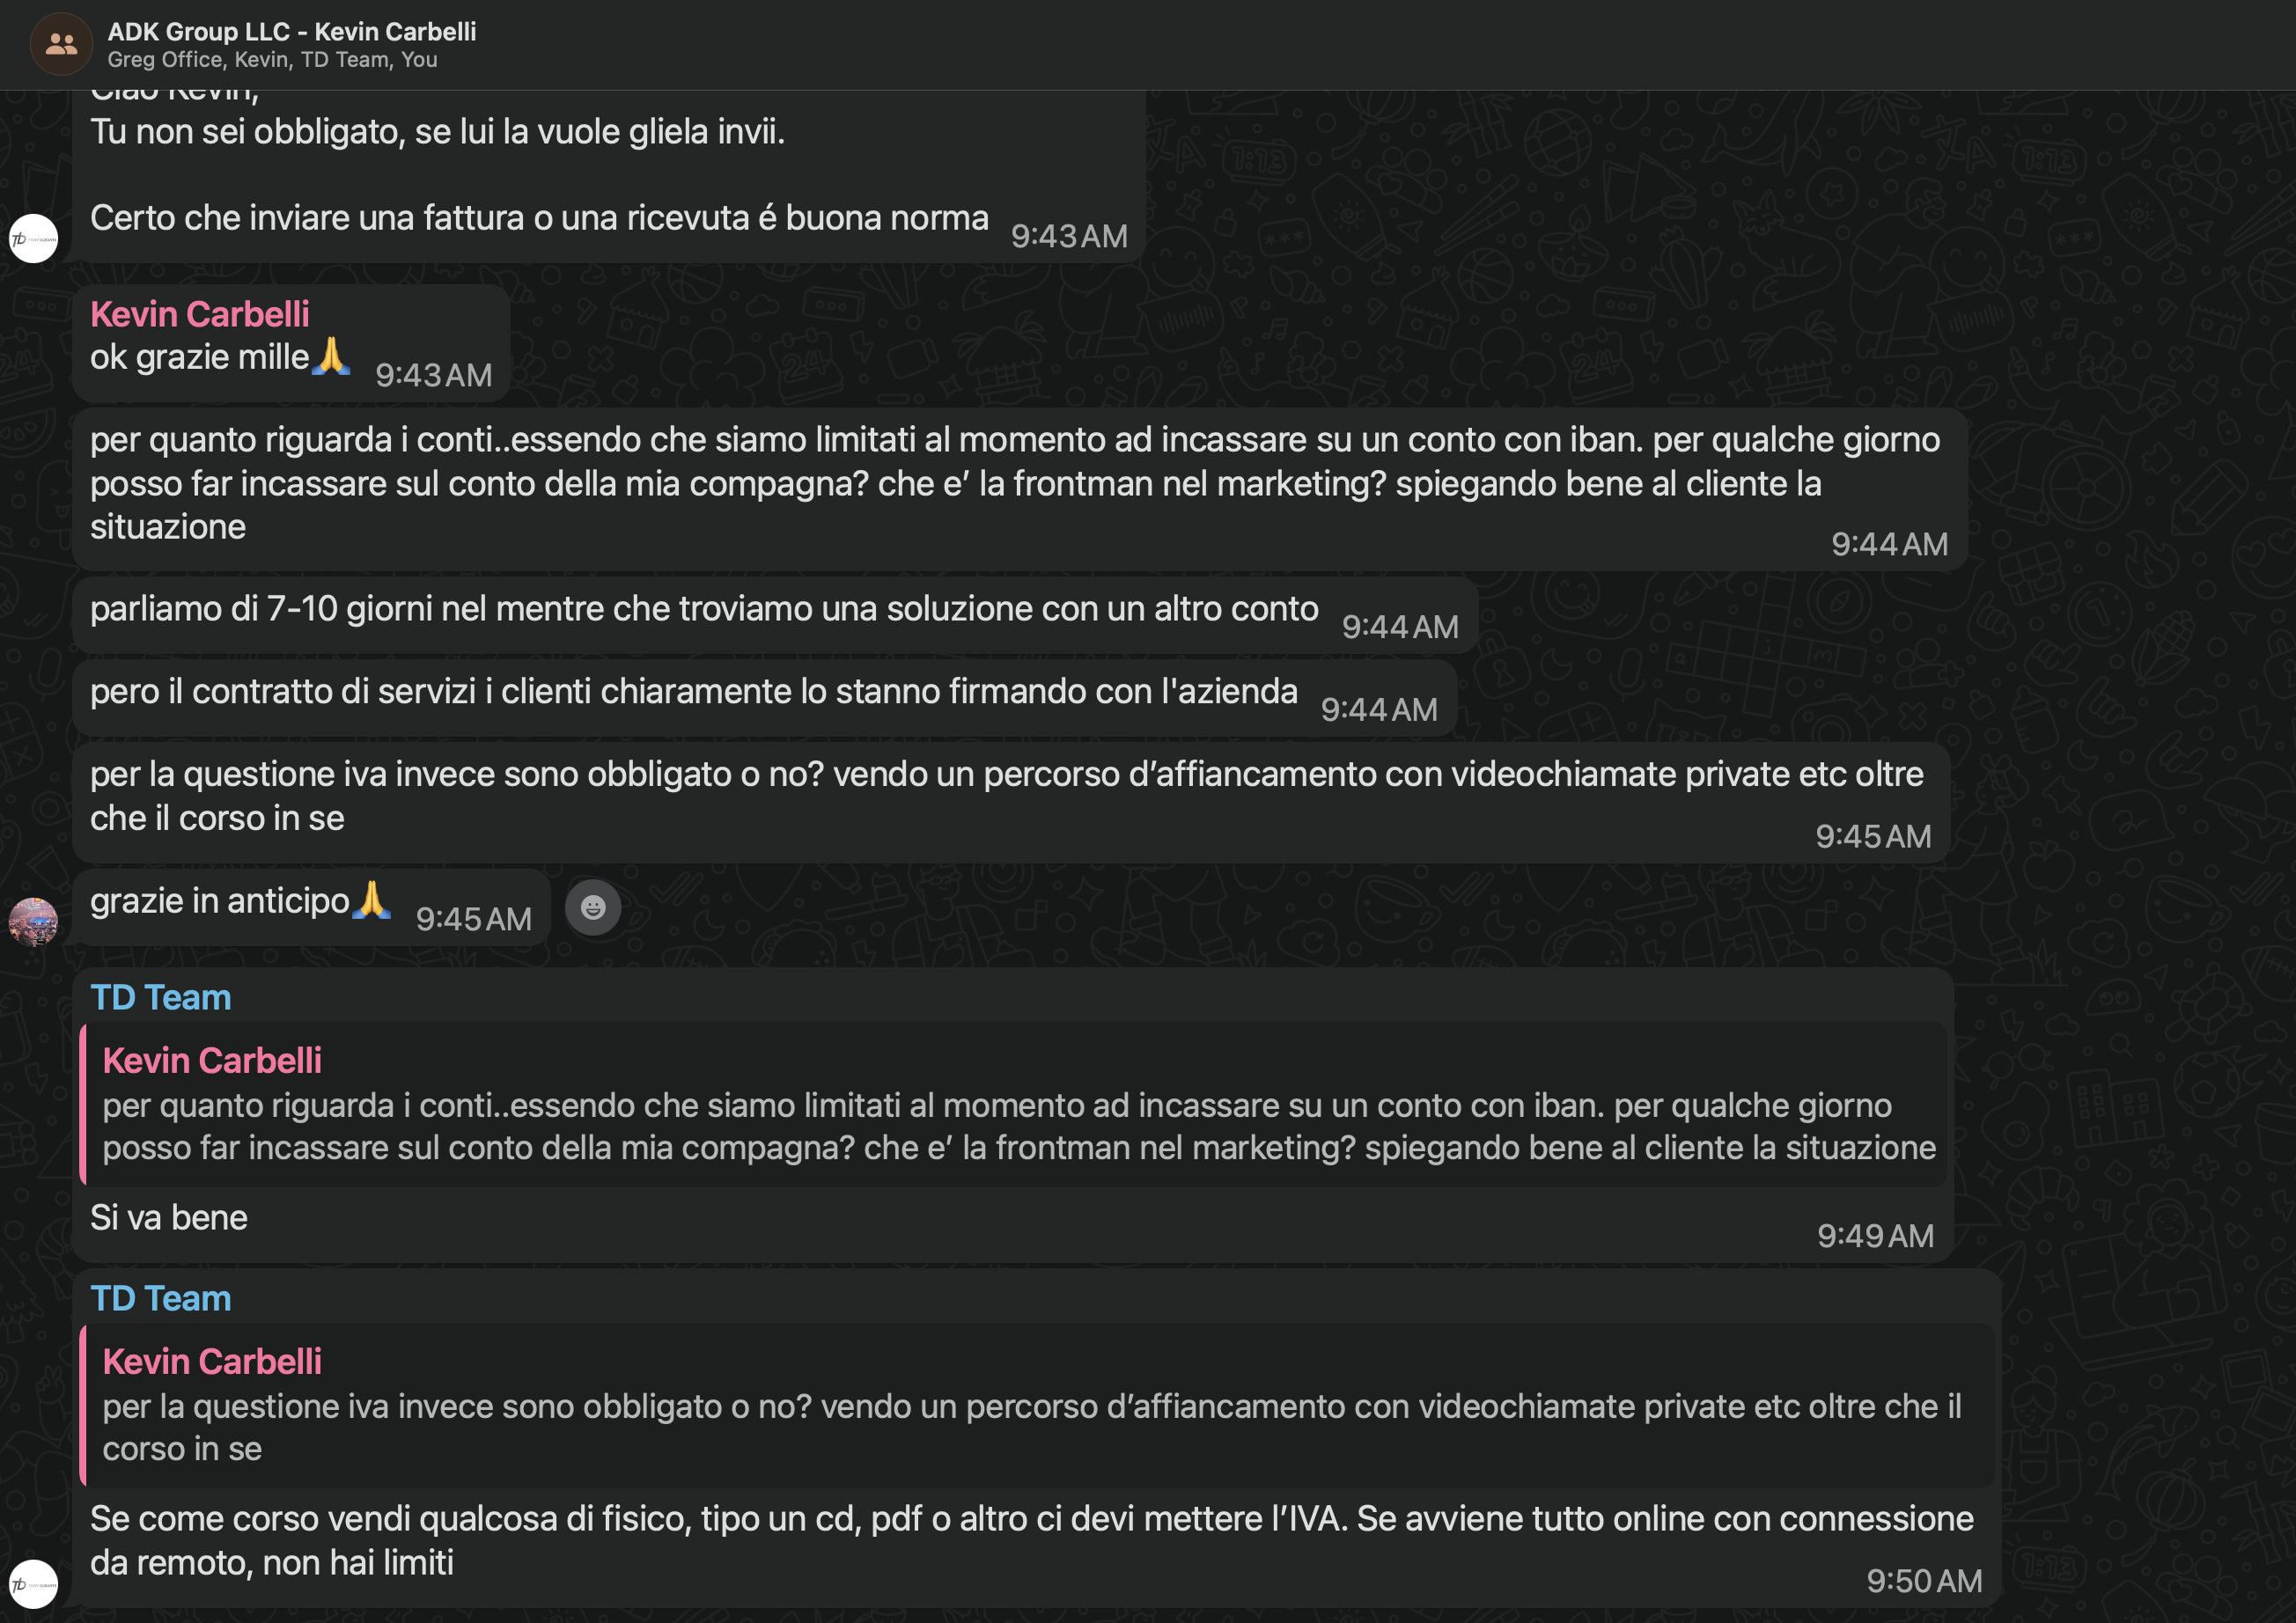 ADK Group LLC - Kevin Carbelli
Greg Office, Kevin, TD Team, You
Ciao Kevin,
Tu non sei obbligato, se lui la vuole gliela invii.
Certo che inviare una fattura o una ricevuta é buona norma
9:43 AM
Kevin Carbelli
ok grazie mille🙏
9:43 AM
per quanto riguarda i conti..essendo che siamo limitati al momento ad incassare su un conto con iban. per qualche giorno
posso far incassare sul conto della mia compagna? che e’ la frontman nel marketing? spiegando bene al cliente la
situazione
9:44 AM
parliamo di 7-10 giorni nel mentre che troviamo una soluzione con un altro conto
9:44 AM
pero il contratto di servizi i clienti chiaramente lo stanno firmando con l'azienda
9:44 AM
per la questione iva invece sono obbligato o no? vendo un percorso d’affiancamento con videochiamate private etc oltre
che il corso in se
9:45 AM
grazie in anticipo🙏
9:45 AM
TD Team
Kevin Carbelli
per quanto riguarda i conti..essendo che siamo limitati al momento ad incassare su un conto con iban. per qualche giorno
posso far incassare sul conto della mia compagna? che e’ la frontman nel marketing? spiegando bene al cliente la situazione
Si va bene
9:49 AM
TD Team
Kevin Carbelli
per la questione iva invece sono obbligato o no? vendo un percorso d’affiancamento con videochiamate private etc oltre che il
corso in se
Se come corso vendi qualcosa di fisico, tipo un cd, pdf o altro ci devi mettere l’IVA. Se avviene tutto online con connessione
da remoto, non hai limiti
9:50 AM